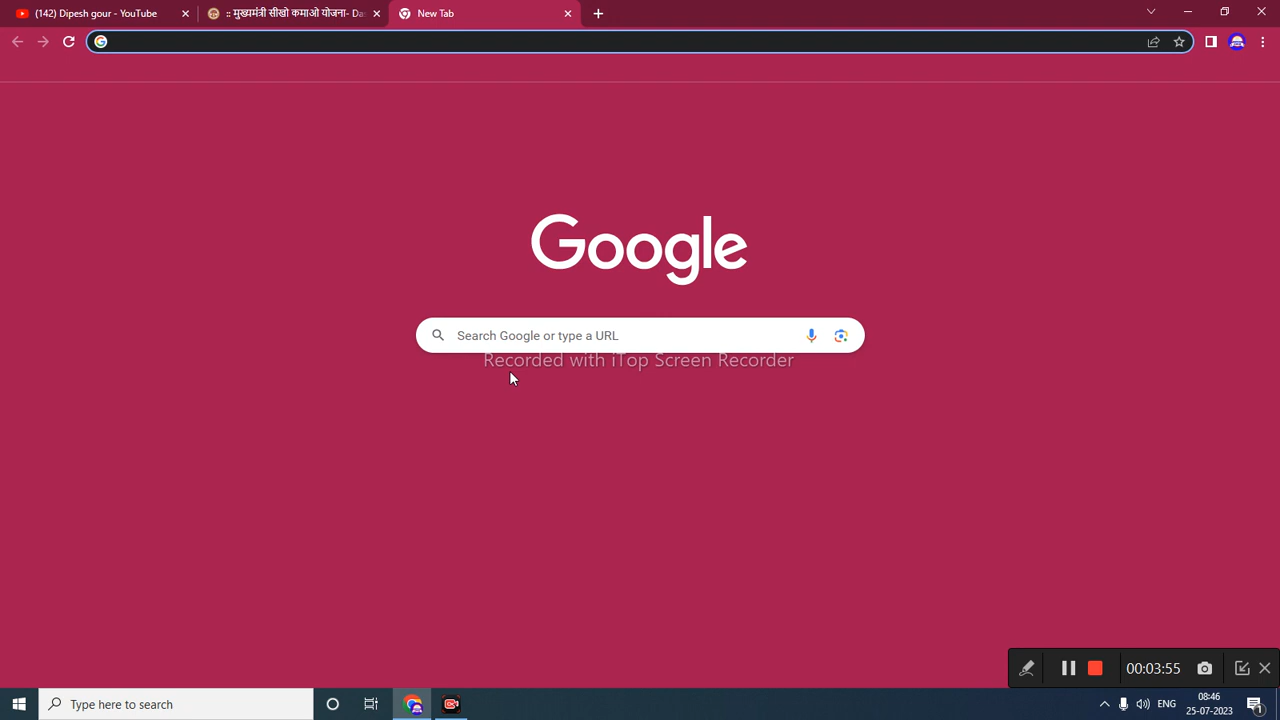 (142) Dipesh gour - YouTube
:: मुख्यमंत्री सीखो कमाओ योजना- Da
New Tab
Google
Search Google or type a URL
Recorded with iTop Screen Recorder
00:03:55
Type here to search
ENG
08:46
25-07-2023
1